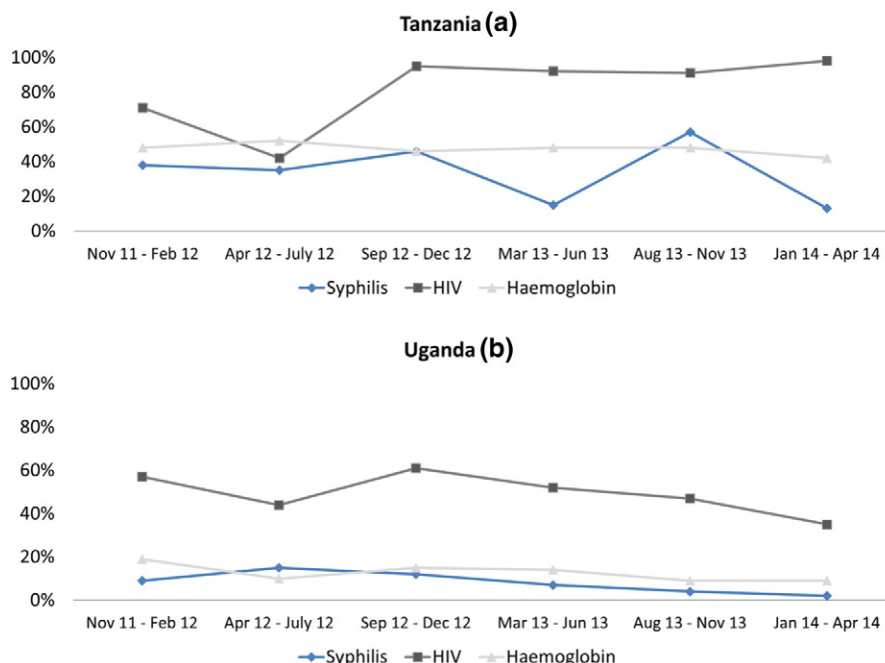 Tanzania (a)
100%
80%
60%
40%
20%
0%
Nov 11 - Feb 12 Apr 12 - July 12 Sep 12 - Dec 12 Mar 13 - Jun 13 Aug 13 - Nov 13 Jan 14 - Apr 14
Syphilis HIV Haemoglobin
Uganda (b)
100%
80%
60%
40%
20%
0%
Nov 11 - Feb 12 Apr 12 - July 12 Sep 12 - Dec 12 Mar 13 - Jun 13 Aug 13 - Nov 13 Jan 14 - Apr 14
Syphilis HIV Haemoglobin